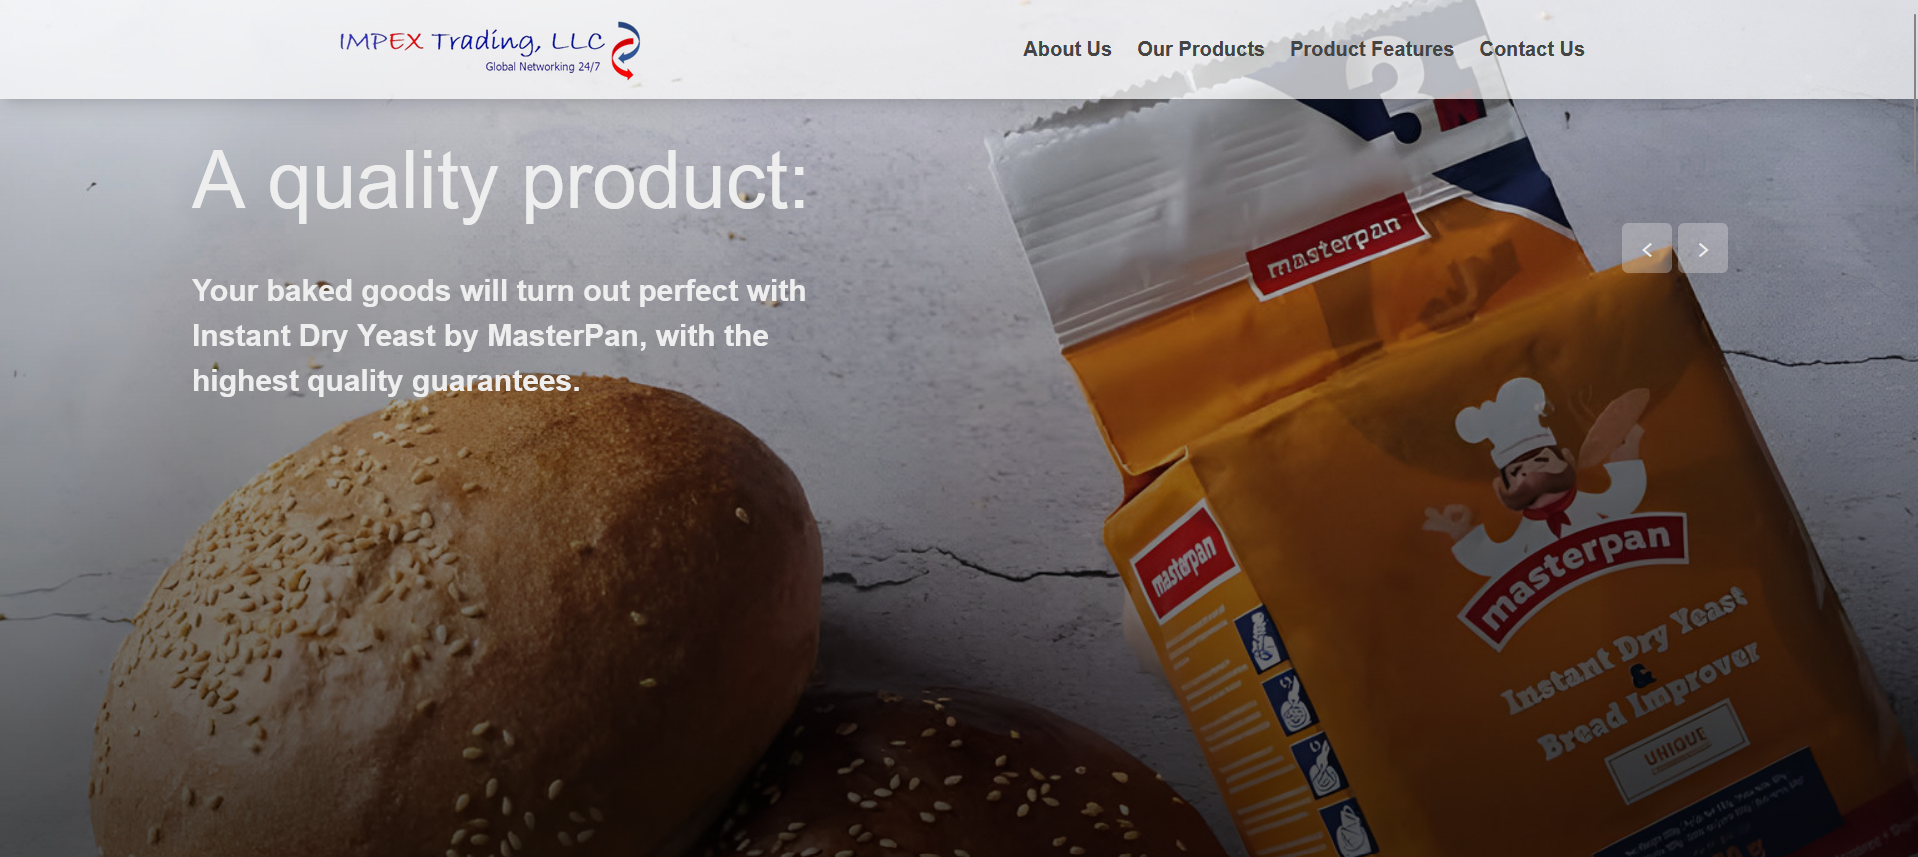 IMPEX Trading, LLC
Global Networking 24/7
About Us
Our Products
Product Features
Contact Us
A quality product:
Your baked goods will turn out perfect with
Instant Dry Yeast by MasterPan, with the
highest quality guarantees.
3
masterpan
masterpan
masterpan
Instant Dry Yeast
&
Bread Improver
UNIQUE